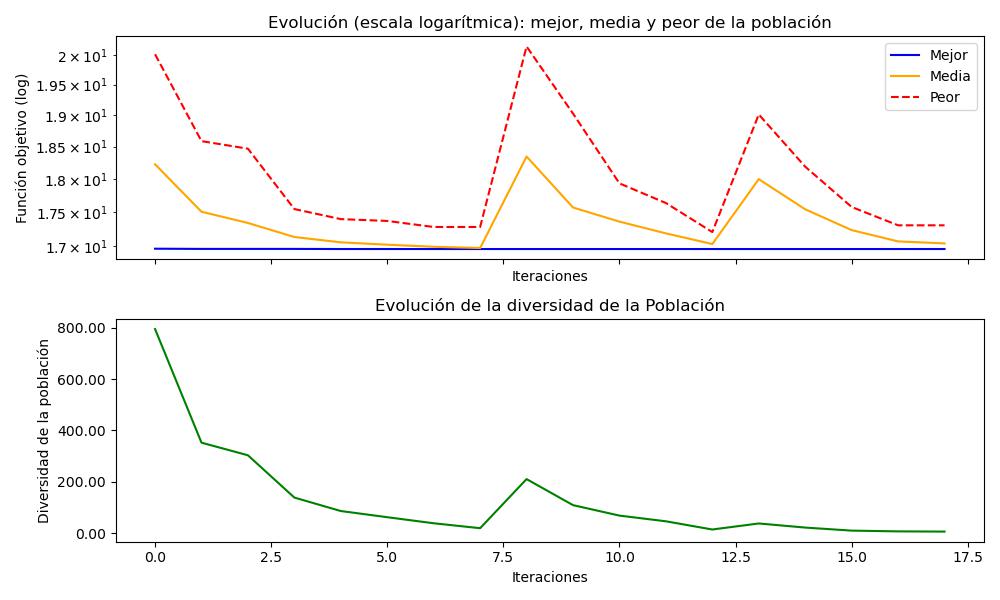 Evolución (escala logarítmica): mejor, media y peor de la población
Función objetivo (log)
2 × 10¹
1.95 × 10¹
1.9 × 10¹
1.85 × 10¹
1.8 × 10¹
1.75 × 10¹
1.7 × 10¹
Mejor
Media
Peor
Iteraciones
Evolución de la diversidad de la Población
Diversidad de la población
800.00
600.00
400.00
200.00
0.00
0.0 2.5 5.0 7.5 10.0 12.5 15.0 17.5
Iteraciones